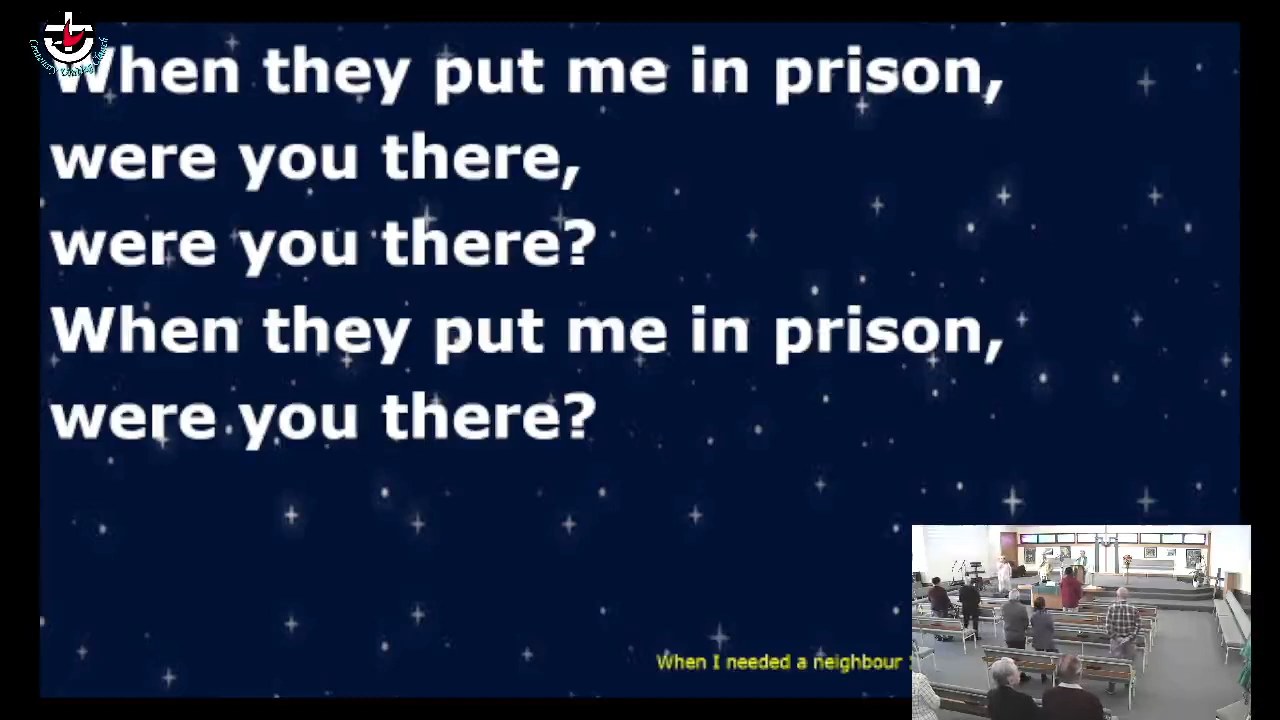 When they put me in prison,
were you there,
were you there?
When they put me in prison,
were you there?
When I needed a neighbour